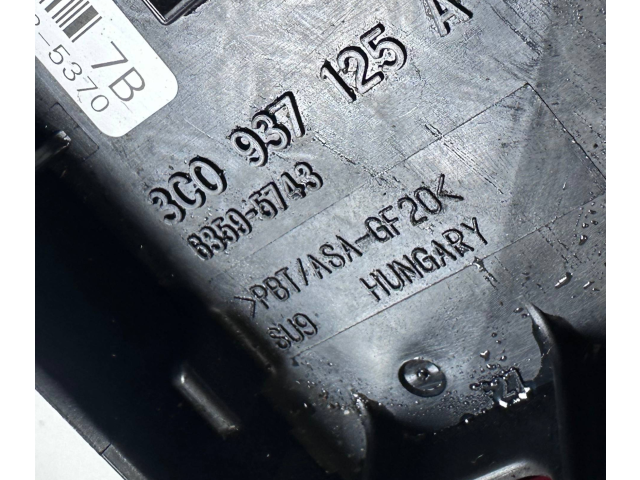 7B
-5370
3C0 937 125 A
8359-5743
>PBT/ASA-GF20<
SU9 HUNGARY